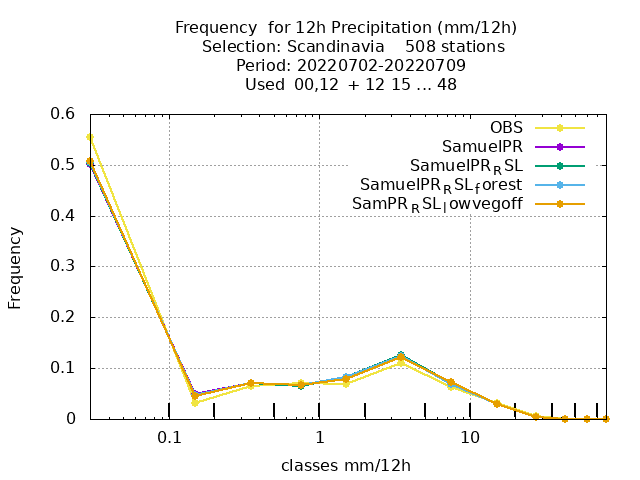 Frequency  for 12h Precipitation (mm/12h)
Selection: Scandinavia    508 stations
Period: 20220702-20220709
Used  00,12  + 12 15 ... 48
0.6
0.5
0.4
0.3
0.2
0.1
0
Frequency
OBS
SamuelPR
SamuelPR_RSL
SamuelPR_RSL_forest
SamPR_RSL_lowvegoff
0.1
1
10
classes mm/12h